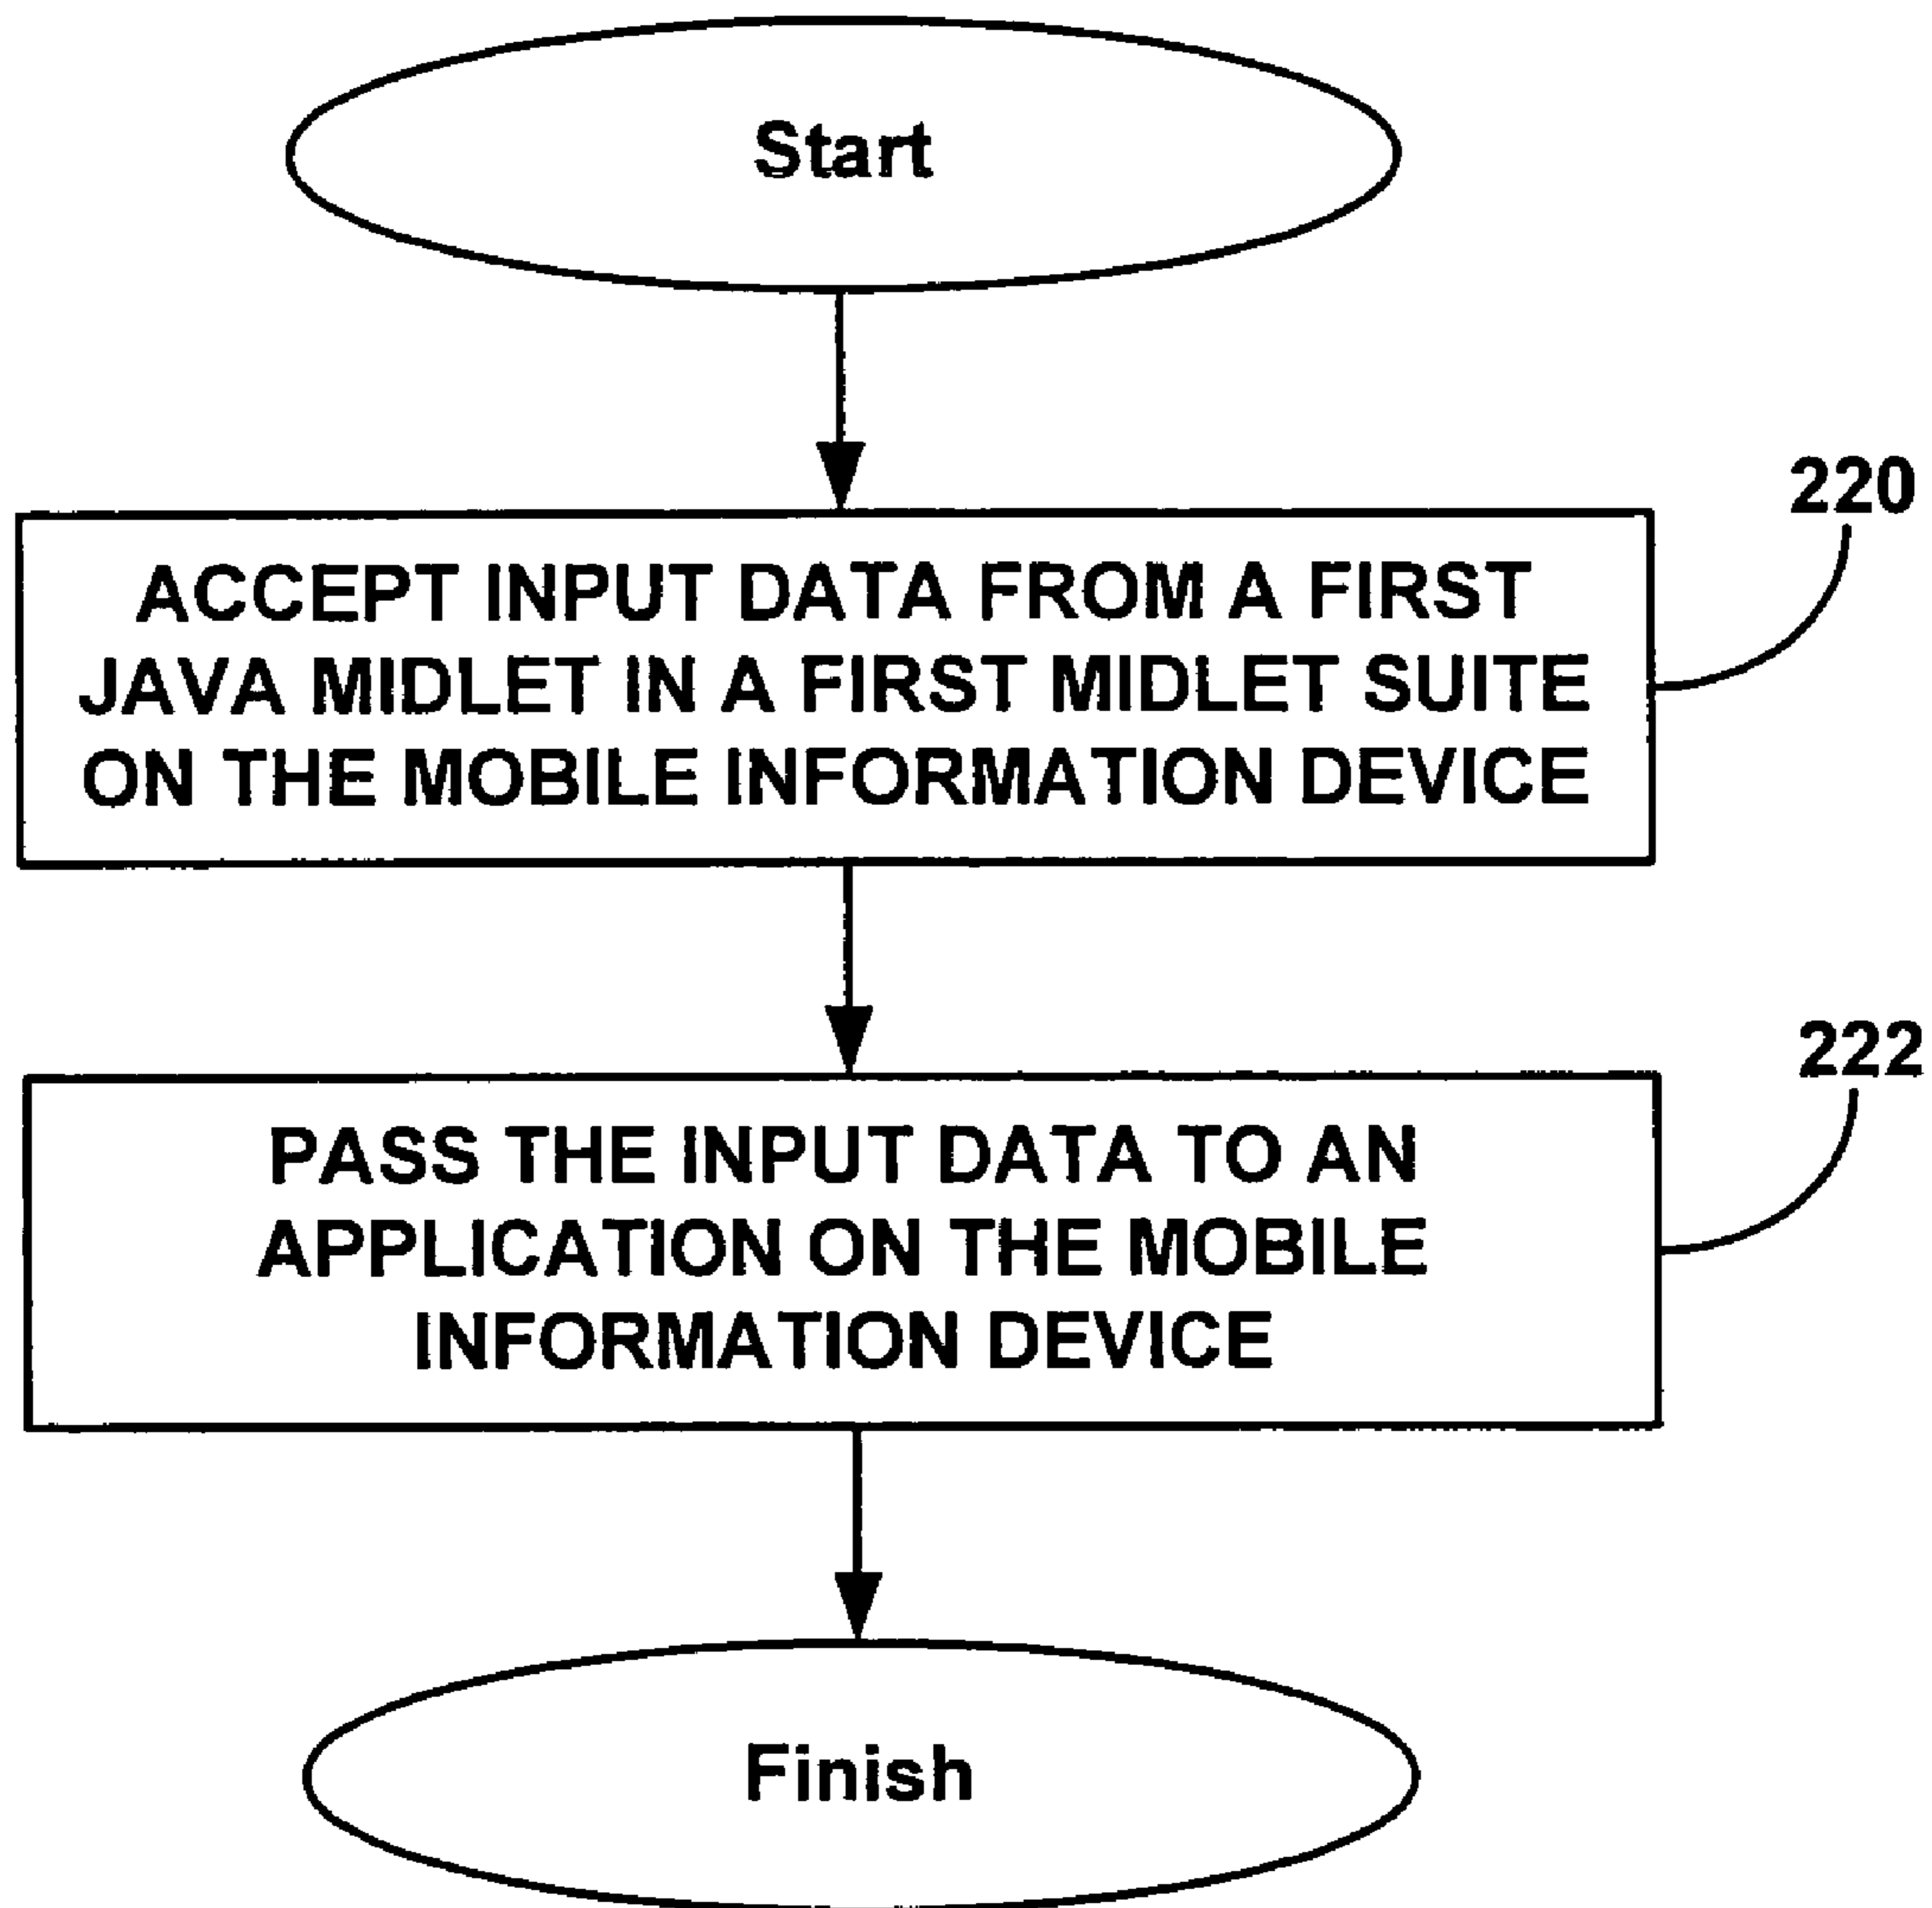 Start
220
ACCEPT INPUT DATA FROM A FIRST
JAVA MIDLET IN A FIRST MIDLET SUITE
ON THE MOBILE INFORMATION DEVICE
222
PASS THE INPUT DATA TO AN
APPLICATION ON THE MOBILE
INFORMATION DEVICE
Finish